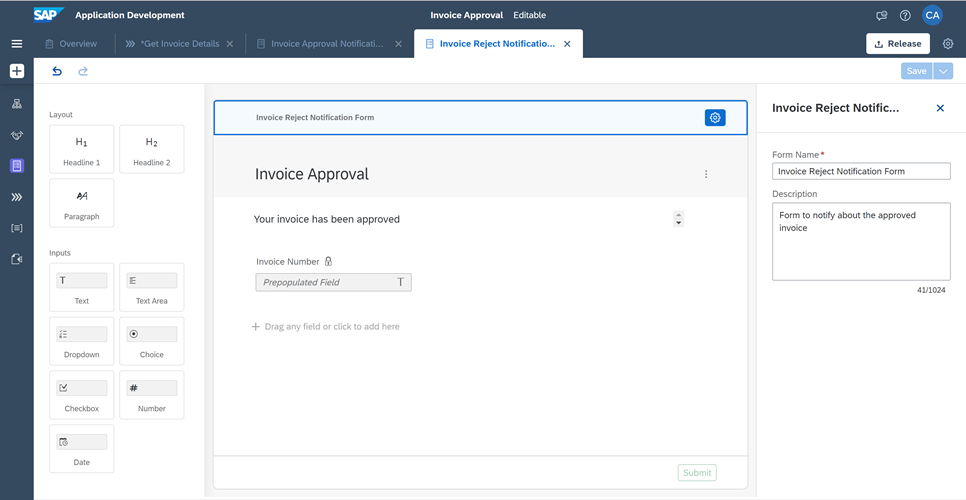 SAP Application Development
Invoice Approval Editable
CA
Overview
*Get Invoice Details
Invoice Approval Notificati...
Invoice Reject Notificatio...
Release
Save
Layout
H1
Headline 1
H2
Headline 2
Paragraph
Inputs
T
Text
Text Area
Dropdown
Choice
Checkbox
#
Number
Date
Invoice Reject Notification Form
Invoice Approval
Your invoice has been approved
Invoice Number
Prepopulated Field T
+ Drag any field or click to add here
Submit
Invoice Reject Notific...
Form Name*
Invoice Reject Notification Form
Description
Form to notify about the approved
invoice
41/1024